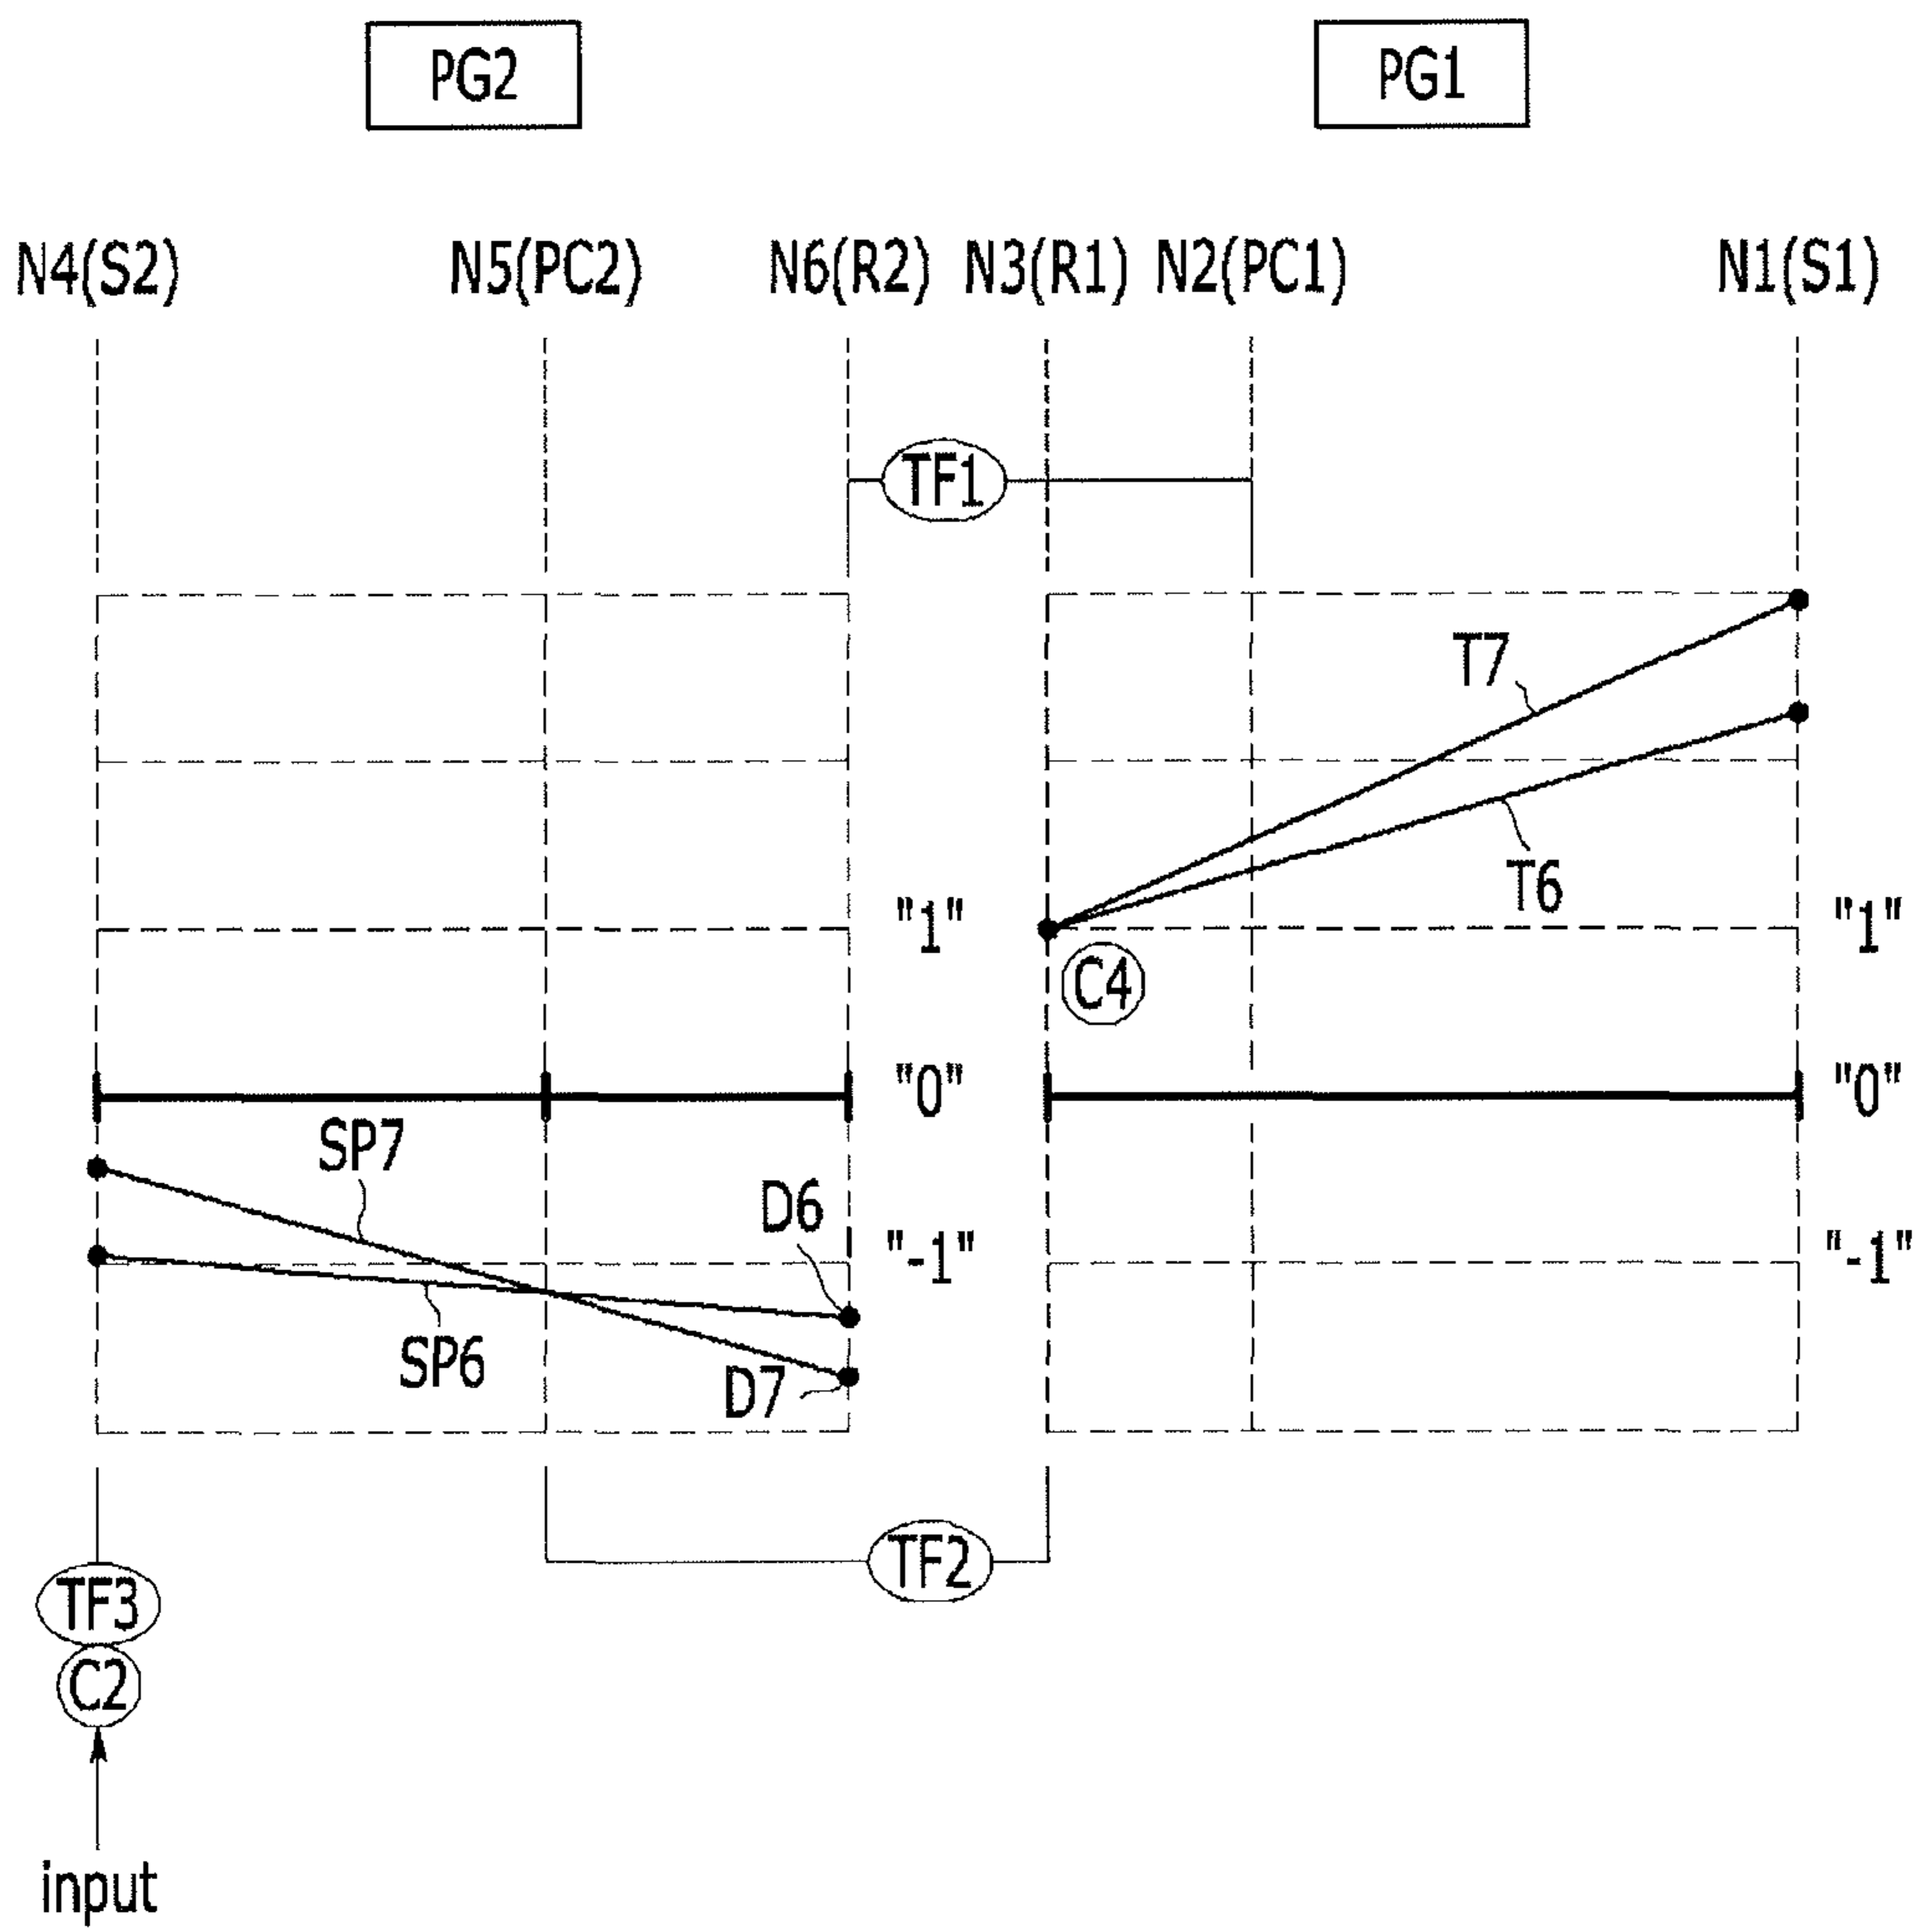 PG2 PG1
N4(S2) N5(PC2) N6(R2) N3(R1) N2(PC1) N1(S1)
TF1
T7
T6
"1" "1"
C4
"0" "0"
SP7
D6
"-1" "-1"
SP6
D7
TF2
TF3
C2
input